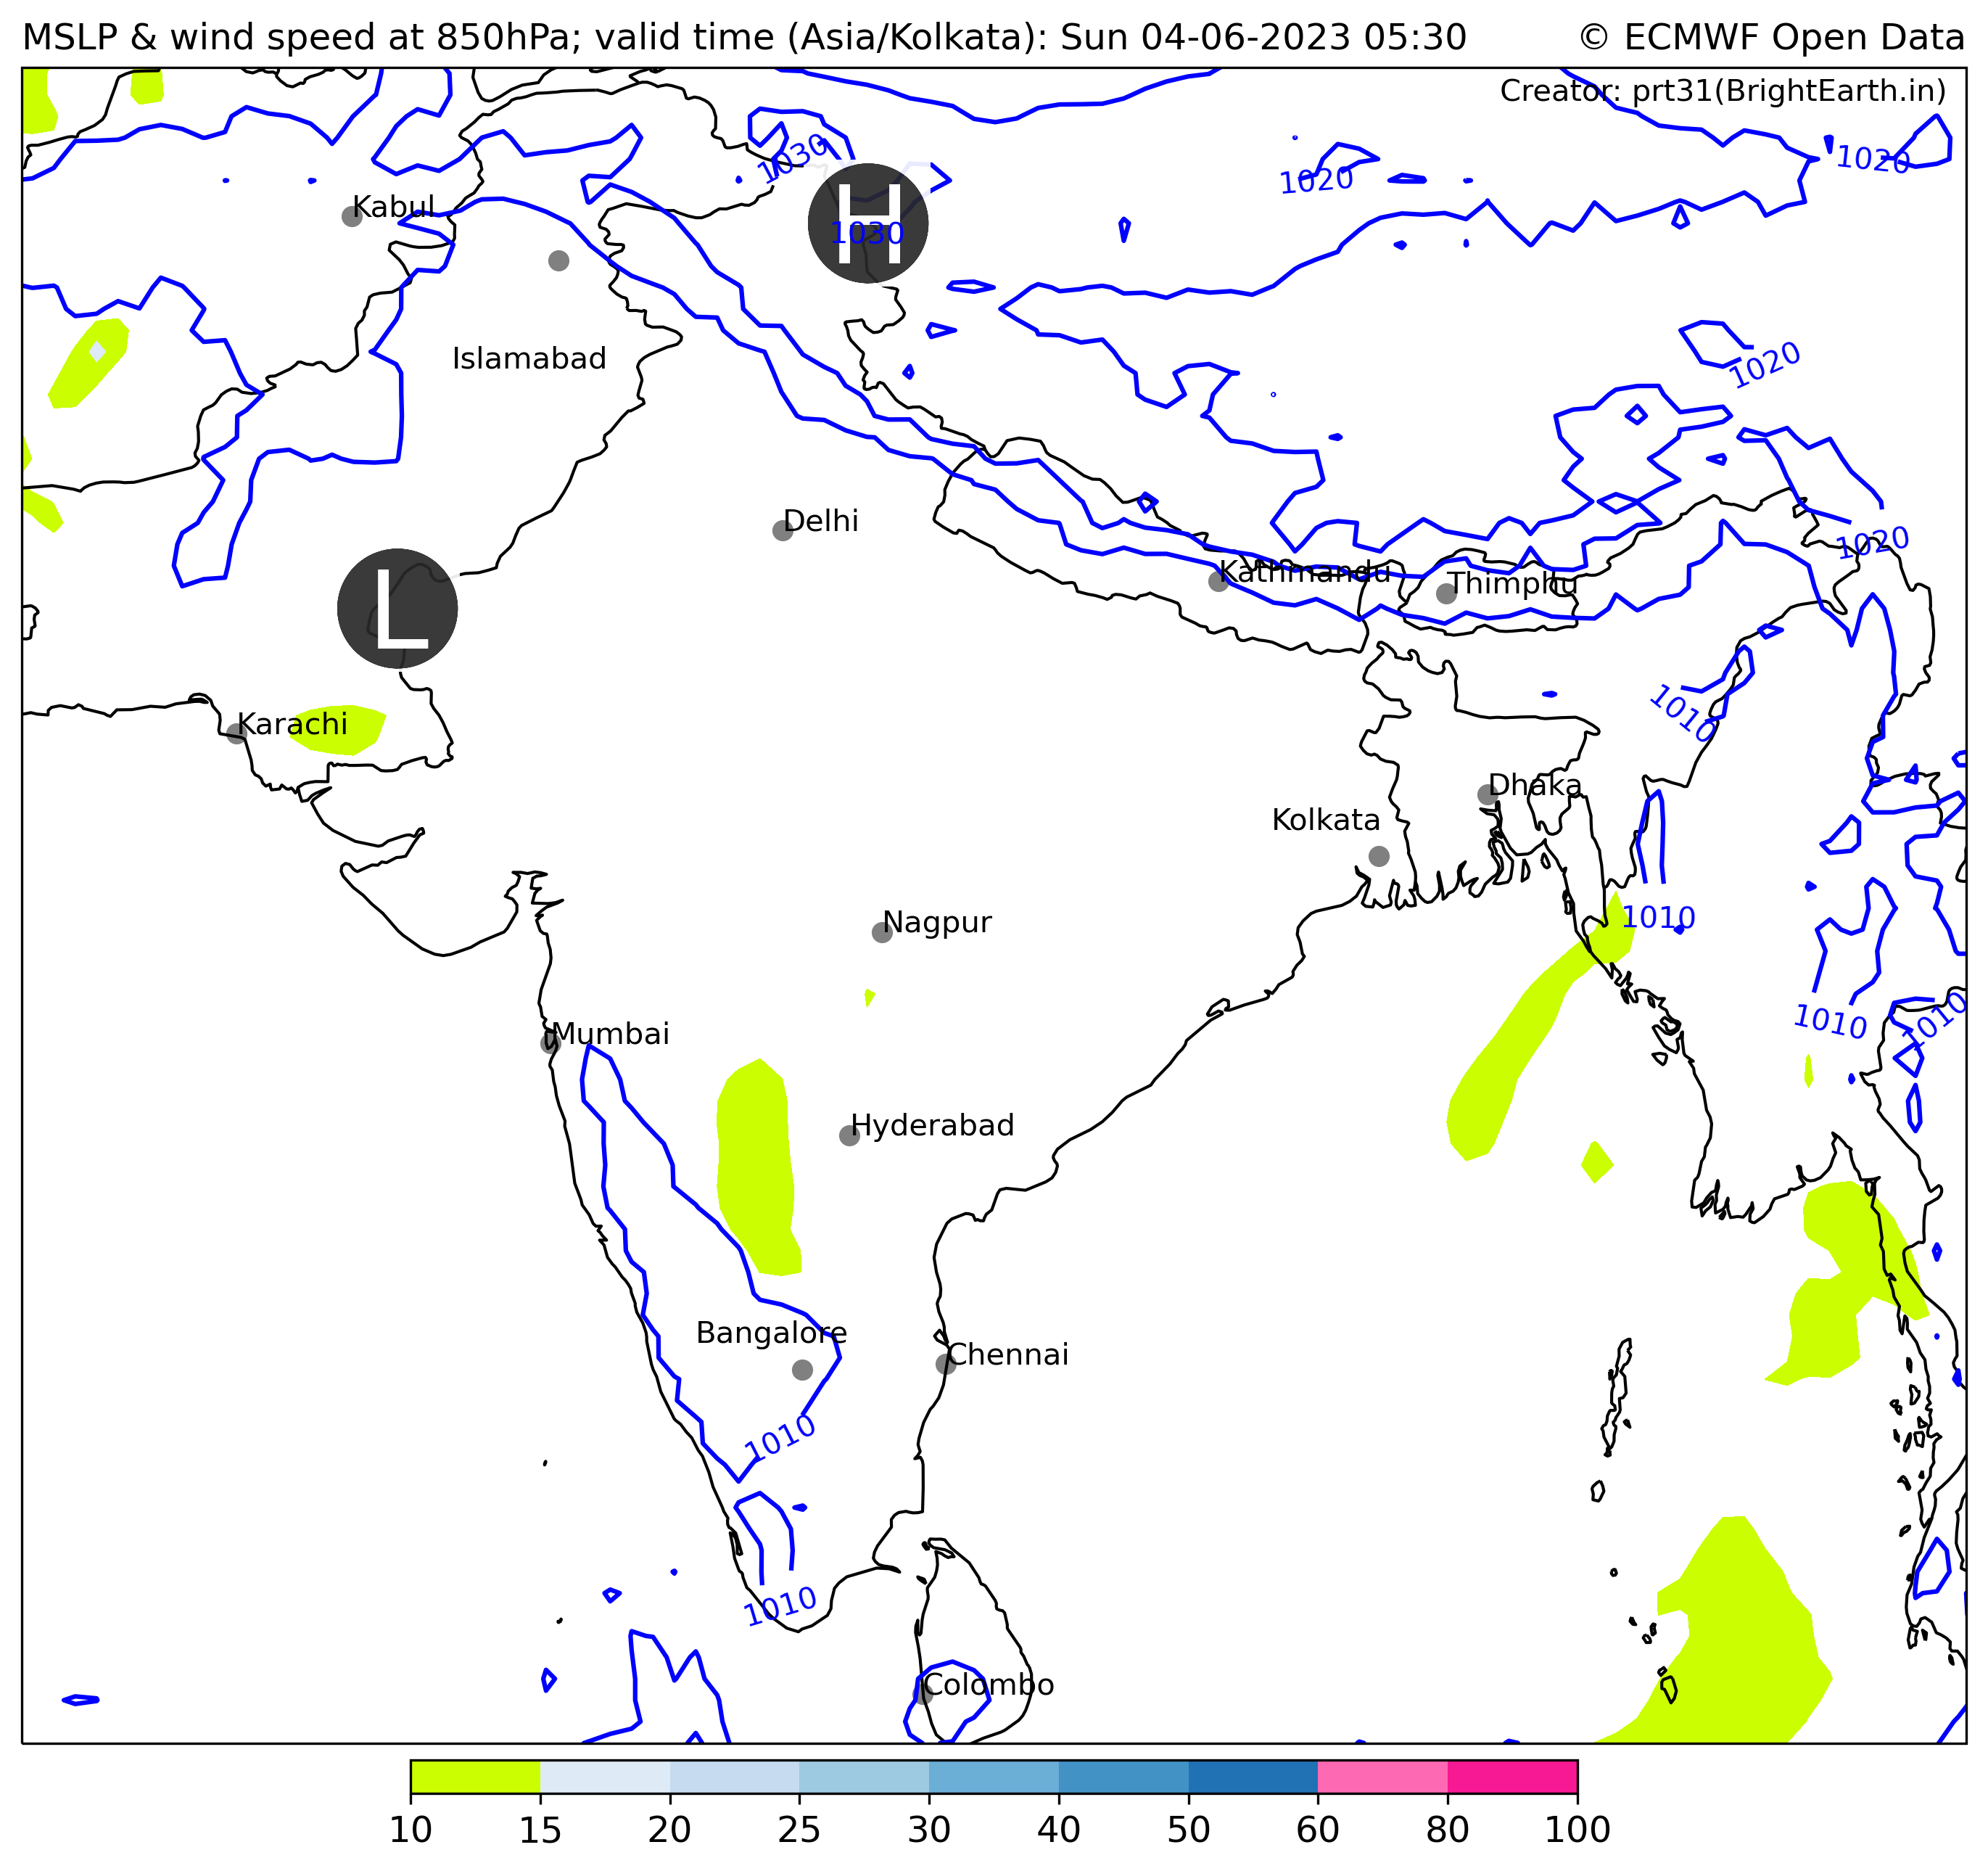 MSLP & wind speed at 850hPa; valid time (Asia/Kolkata): Sun 04-06-2023 05:30
© ECMWF Open Data
Creator: prt31(BrightEarth.in)
1030
1020
1020
Kabul
H
1030
Islamabad
1020
Delhi
1020
Kathmandu
Thimphu
L
1010
Karachi
Dhaka
Kolkata
Nagpur
1010
1010
1010
Mumbai
Hyderabad
Bangalore
Chennai
1010
1010
Colombo
10 15 20 25 30 40 50 60 80 100